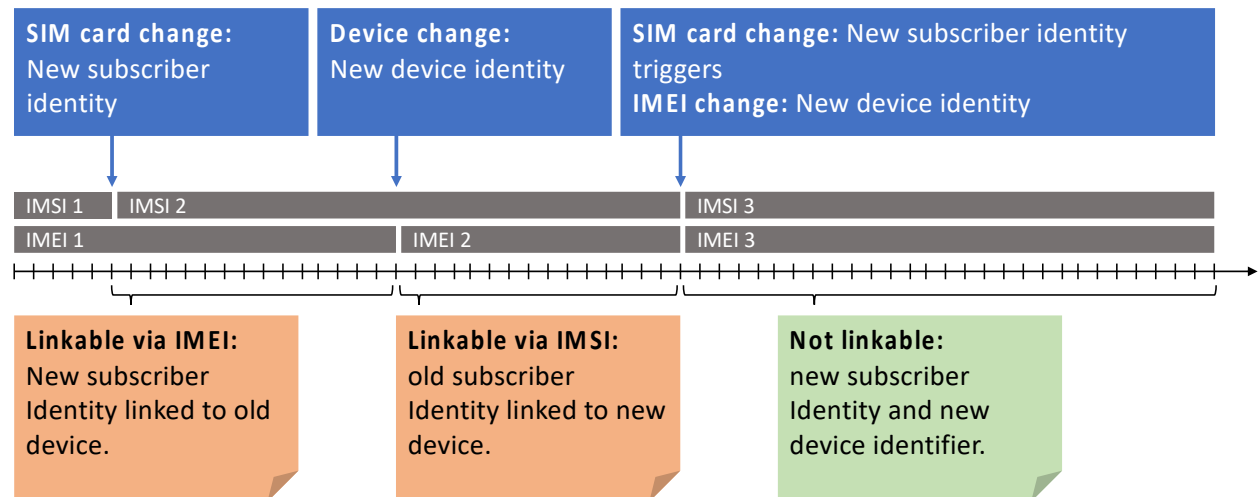 SIM card change:
New subscriber
identity
Device change:
New device identity
SIM card change: New subscriber identity
triggers
IMEI change: New device identity
IMSI 1
IMSI 2
IMSI 3
IMEI 1
IMEI 2
IMEI 3
Linkable via IMEI:
New subscriber
Identity linked to old
device.
Linkable via IMSI:
old subscriber
Identity linked to new
device.
Not linkable:
new subscriber
Identity and new
device identifier.